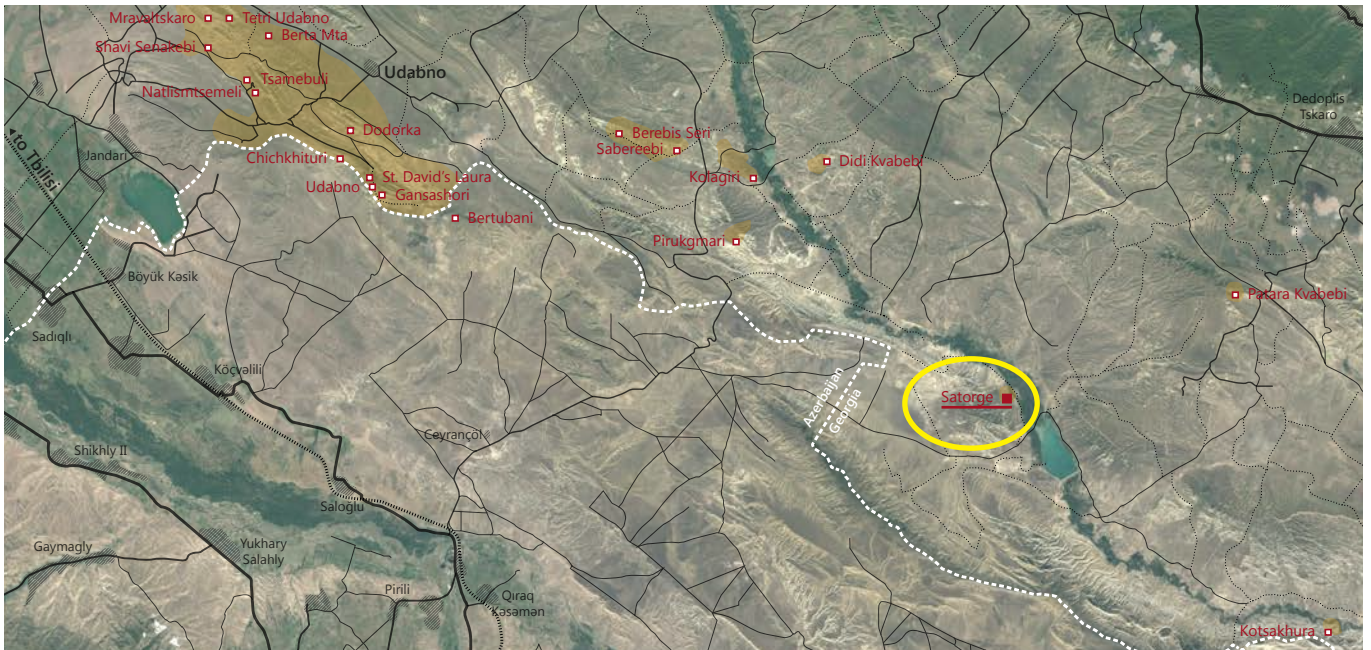 Mravaltskaro
Tetri Udabno
Berta Mta
Shavi Senakebi
Udabno
Tsamebuli
Natlismtsemeli
Dedoplis
Tskaro
◂to Tbilisi
Dodorka
Berebis Seri
Sabereebi
Jandari
Chichkhituri
Didi Kvabebi
St. David's Laura
Kolagiri
Udabno
Gansashori
Bertubani
Pirukgmari
Böyük Kəsik
Patara Kvabebi
Sadıqlı
Köçvəlili
Azerbaijan
Georgia
Satorge
Ceyrançöl
Shikhly II
Saloğlu
Gaymagly
Yukhary
Salahly
Pirili
Qıraq
Kəsəmən
Kotsakhura